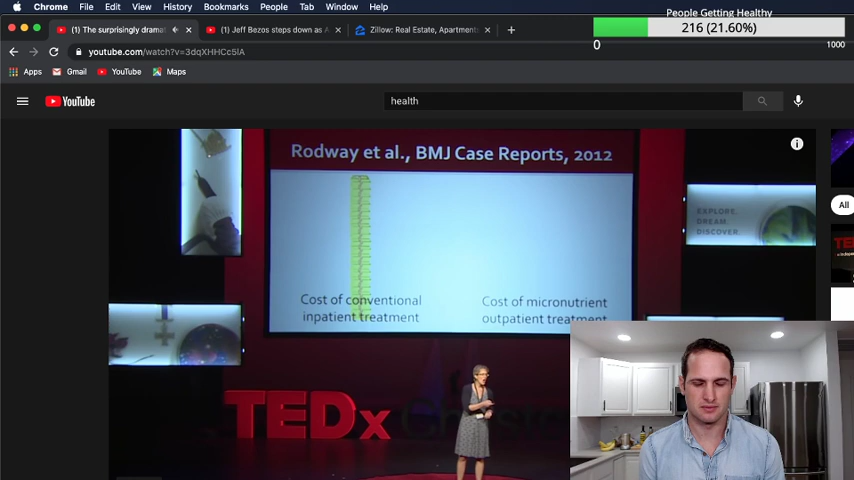 Chrome File Edit View History Bookmarks People Tab Window Help
People Getting Healthy
216 (21.60%)
0 1000
(1) The surprisingly dramat
(1) Jeff Bezos steps down as A
Zillow: Real Estate, Apartment
youtube.com/watch?v=3dqXHHCc5lA
Apps Gmail YouTube Maps
YouTube
health
Rodway et al., BMJ Case Reports, 2012
EXPLORE.
DREAM.
DISCOVER.
All
Cost of conventional
inpatient treatment
Cost of micronutrient
outpatient treatment
TEDx